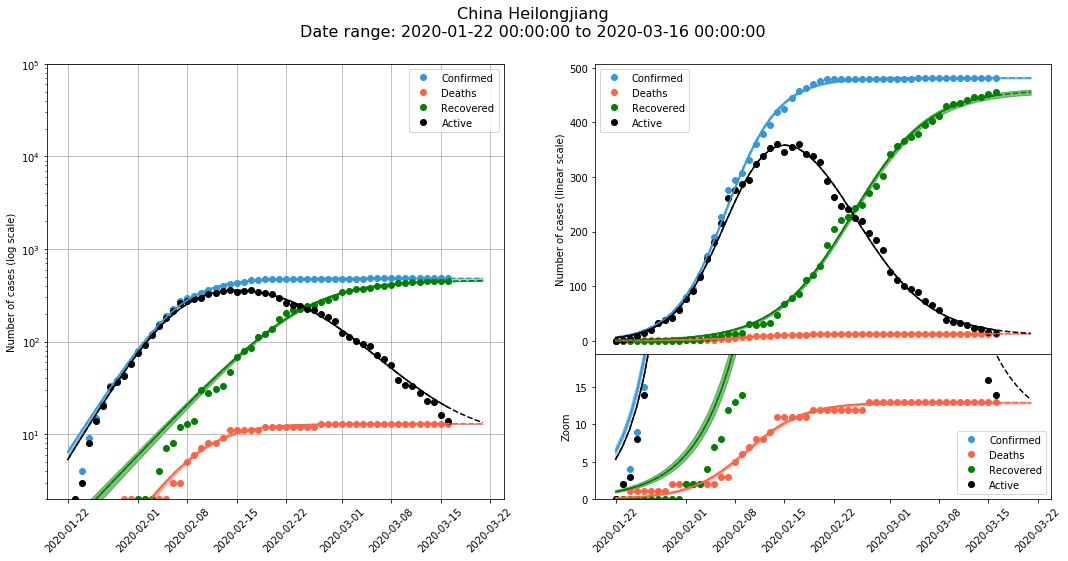 China Heilongjiang
Date range: 2020-01-22 00:00:00 to 2020-03-16 00:00:00
Number of cases (log scale)
10^5
10^4
10^3
10^2
10^1
Confirmed
Deaths
Recovered
Active
2020-01-22
2020-02-01
2020-02-08
2020-02-15
2020-02-22
2020-03-01
2020-03-08
2020-03-15
2020-03-22
Number of cases (linear scale)
500
400
300
200
100
0
Confirmed
Deaths
Recovered
Active
Zoom
15
10
5
0
Confirmed
Deaths
Recovered
Active
2020-01-22
2020-02-01
2020-02-08
2020-02-15
2020-02-22
2020-03-01
2020-03-08
2020-03-15
2020-03-22